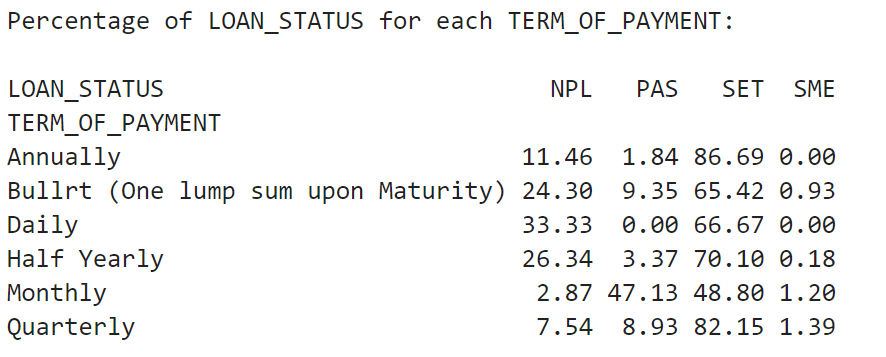 Percentage of LOAN_STATUS for each TERM_OF_PAYMENT:
LOAN_STATUS NPL PAS SET SME
TERM_OF_PAYMENT
Annually 11.46 1.84 86.69 0.00
Bullrt (One lump sum upon Maturity) 24.30 9.35 65.42 0.93
Daily 33.33 0.00 66.67 0.00
Half Yearly 26.34 3.37 70.10 0.18
Monthly 2.87 47.13 48.80 1.20
Quarterly 7.54 8.93 82.15 1.39